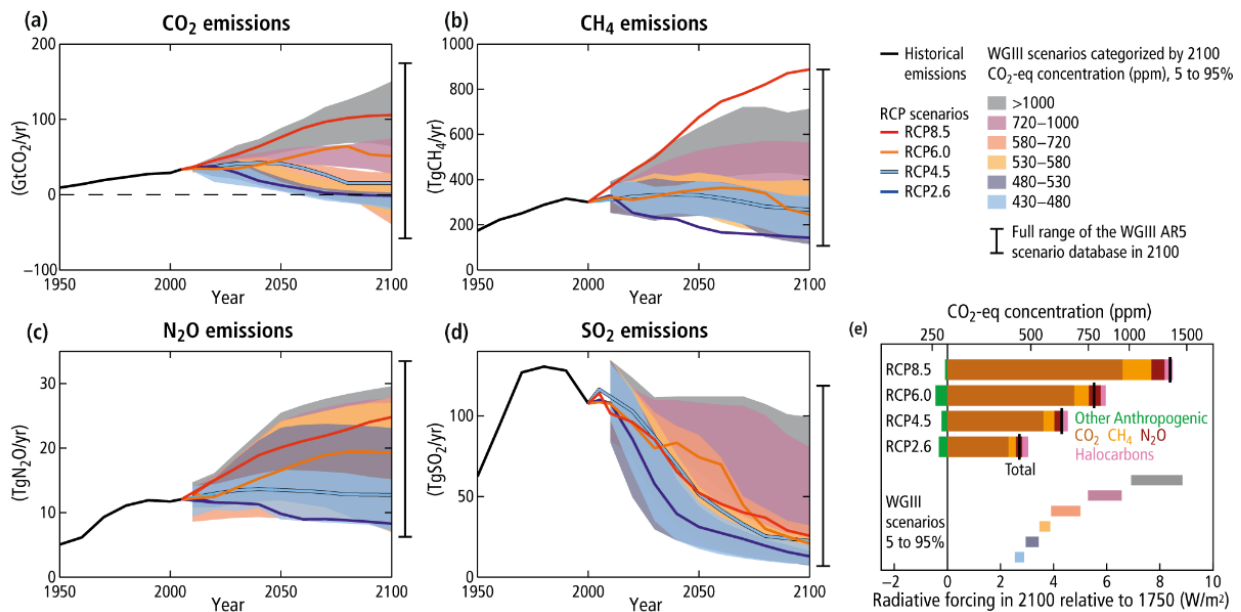 (a) CO₂ emissions
200
100
0
−100
(GtCO₂/yr)
1950 2000 2050 2100
Year
(b) CH₄ emissions
1000
800
600
400
200
0
(TgCH₄/yr)
1950 2000 2050 2100
Year
Historical
emissions
RCP scenarios
RCP8.5
RCP6.0
RCP4.5
RCP2.6
WGIII scenarios categorized by 2100
CO₂-eq concentration (ppm), 5 to 95%
>1000
720−1000
580−720
530−580
480−530
430−480
Full range of the WGIII AR5
scenario database in 2100
(c) N₂O emissions
30
20
10
0
(TgN₂O/yr)
1950 2000 2050 2100
Year
(d) SO₂ emissions
100
50
0
(TgSO₂/yr)
1950 2000 2050 2100
Year
CO₂-eq concentration (ppm)
(e) 250 500 750 1000 1500
RCP8.5
RCP6.0
RCP4.5
RCP2.6
Other Anthropogenic
CO₂ CH₄ N₂O
Halocarbons
Total
WGIII
scenarios
5 to 95%
−2 0 2 4 6 8 10
Radiative forcing in 2100 relative to 1750 (W/m²)